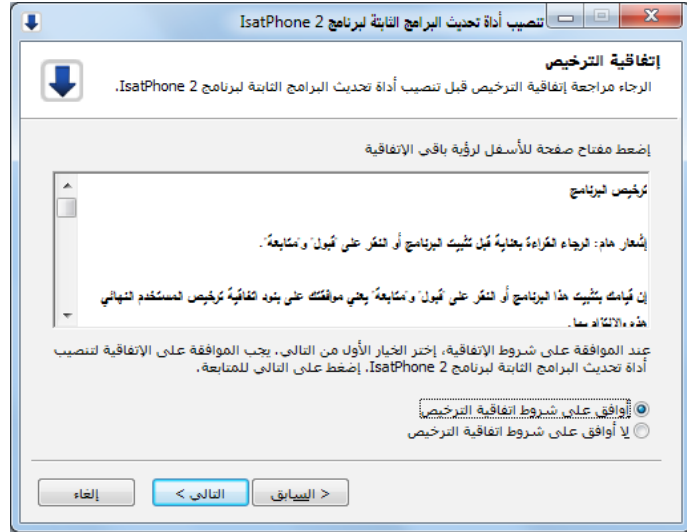 تنصيب أداة تحديث البرامج الثابتة لبرنامج IsatPhone 2
إتفاقية الترخيص
الرجاء مراجعة إتفاقية الترخيص قبل تنصيب أداة تحديث البرامج الثابتة لبرنامج IsatPhone 2.
إضغط مفتاح صفحة للأسفل لرؤية باقي الإتفاقية
ترخيص البرنامج
إشعار هام: الرجاء القراءة بعناية قبل تثبيت البرنامج أو النقر على "قبول" و"متابعة".
إن قيامك بتثبيت هذا البرنامج أو النقر على "قبول" و"متابعة" يعني موافقتك على بنود اتفاقية ترخيص المستخدم النهائي
هذه والالتزام بها.
عند الموافقة على شروط الإتفاقية، إختر الخيار الأول من التالي. يجب الموافقة على الإتفاقية لتنصيب
أداة تحديث البرامج الثابتة لبرنامج IsatPhone 2. إضغط على التالي للمتابعة.
أوافق على شروط اتفاقية الترخيص
لا أوافق على شروط اتفاقية الترخيص
< السابق
التالي >
إلغاء